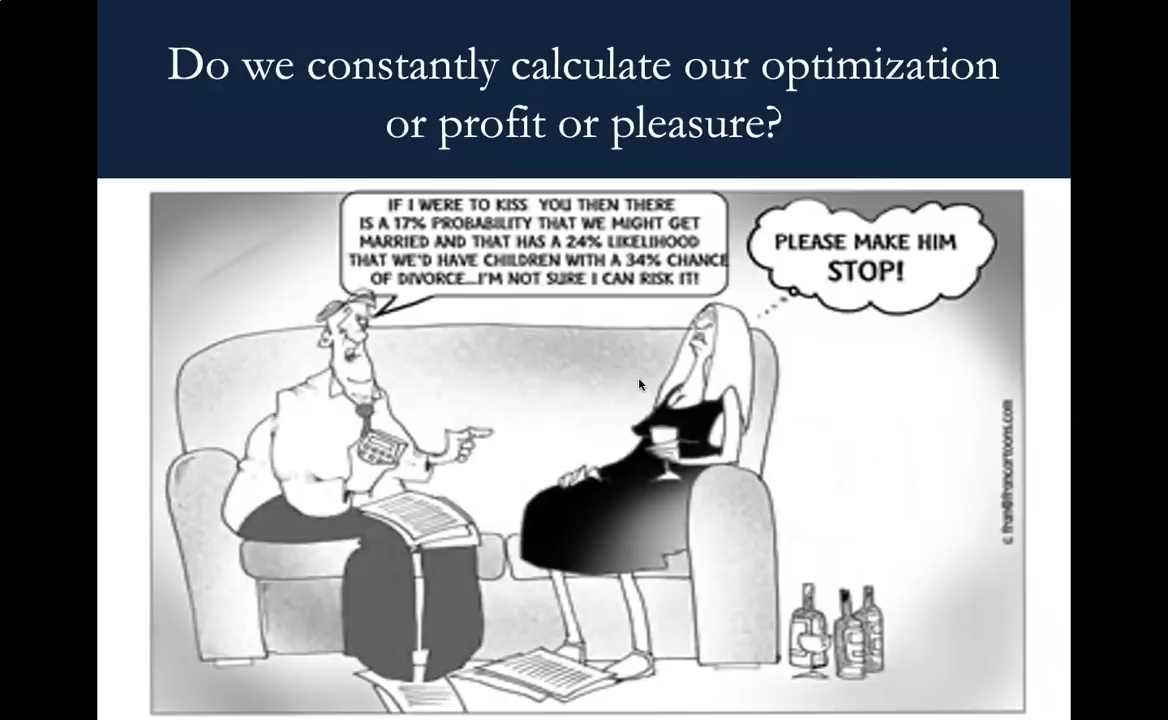 Do we constantly calculate our optimization
or profit or pleasure?
IF I WERE TO KISS YOU THEN THERE
IS A 17% PROBABILITY THAT WE MIGHT GET
MARRIED AND THAT HAS A 24% LIKELIHOOD
THAT WE'D HAVE CHILDREN WITH A 34% CHANCE
OF DIVORCE...I'M NOT SURE I CAN RISK IT!
PLEASE MAKE HIM
STOP!